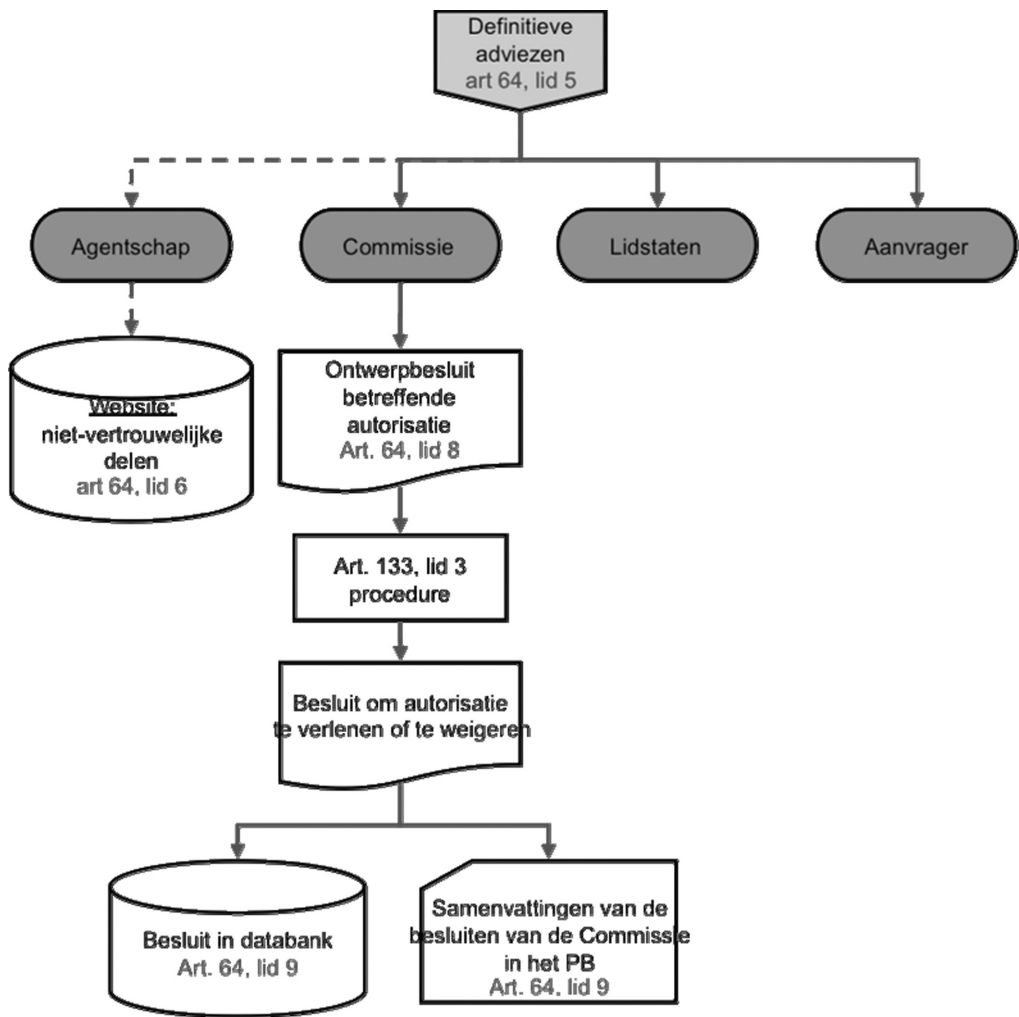 Definitieve
adviezen
art 64, lid 5
Agentschap
Commissie
Lidstaten
Aanvrager
Website:
niet-vertrouwelijke
delen
art 64, lid 6
Ontwerpbesluit
betreffende
autorisatie
Art. 64, lid 8
Art. 133, lid 3
procedure
Besluit om autorisatie
te verlenen of te weigeren
Besluit in databank
Art. 64, lid 9
Samenvattingen van de
besluiten van de Commissie
in het PB
Art. 64, lid 9